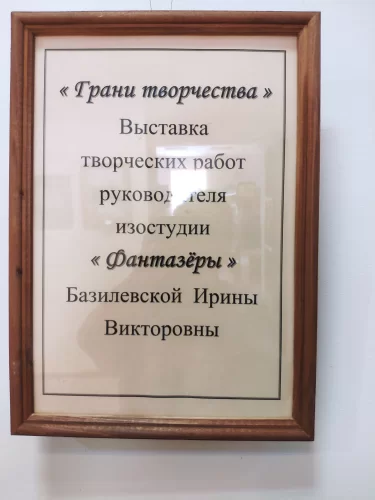 « Грани творчества »
Выставка
творческих работ
руководителя
изостудии
« Фантазёры »
Базилевской Ирины
Викторовны